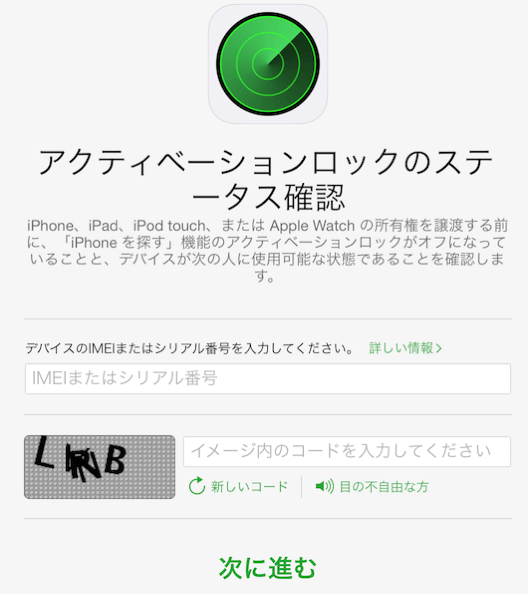 アクティベーションロックのステ
ータス確認
iPhone、iPad、iPod touch、または Apple Watch の所有権を譲渡する前
に、「iPhone を探す」機能のアクティベーションロックがオフになって
いることと、デバイスが次の人に使用可能な状態であることを確認しま
す。
デバイスのIMEIまたはシリアル番号を入力してください。 詳しい情報
IMEIまたはシリアル番号
イメージ内のコードを入力してください
新しいコード 目の不自由な方
次に進む